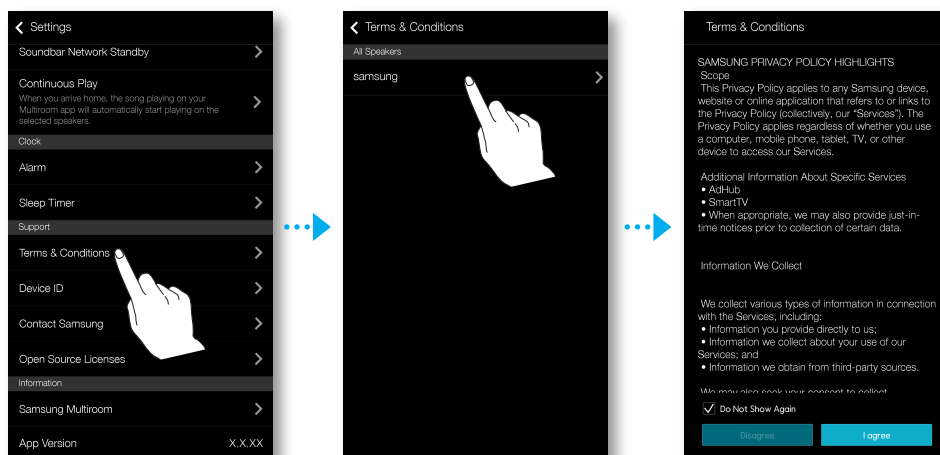 Settings
Soundbar Network Standby
Continuous Play
When you arrive home, the song playing on your
Multiroom app will automatically start playing on the
selected speakers.
Clock
Alarm
Sleep Timer
Support
Terms & Conditions
Device ID
Contact Samsung
Open Source Licenses
Information
Samsung Multiroom
App Version X.X.XX
Terms & Conditions
All Speakers
samsung
Terms & Conditions
SAMSUNG PRIVACY POLICY HIGHLIGHTS
Scope
This Privacy Policy applies to any Samsung device,
website or online application that refers to or links to
the Privacy Policy (collectively, our “Services”). The
Privacy Policy applies regardless of whether you use
a computer, mobile phone, tablet, TV, or other
device to access our Services.
Additional Information About Specific Services
• AdHub
• SmartTV
• When appropriate, we may also provide just-in-
time notices prior to collection of certain data.
Information We Collect
We collect various types of information in connection
with the Services, including:
• Information you provide directly to us;
• Information we collect about your use of our
Services; and
• Information we obtain from third-party sources.
We may also seek your consent to collect
Do Not Show Again
Disagree
I agree